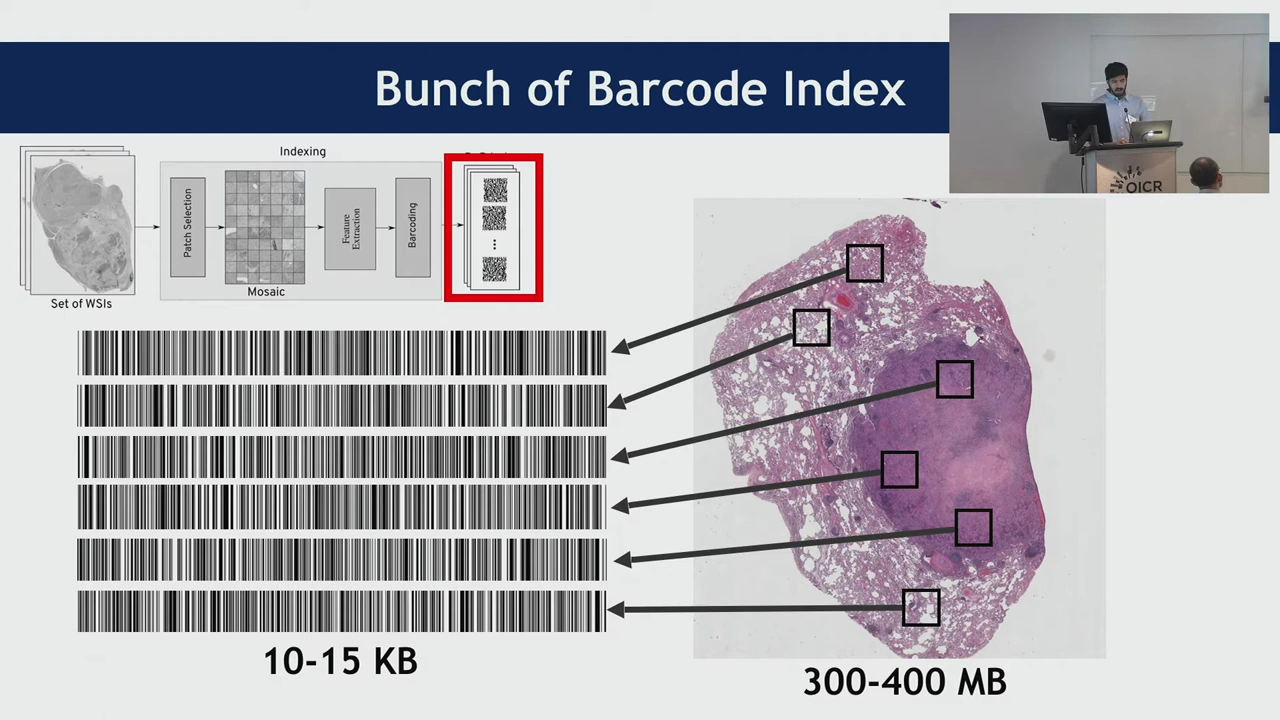 Bunch of Barcode Index
OICR
Indexing
Patch Selection
Mosaic
Feature
Extraction
Barcoding
Set of WSIs
10-15 KB
300-400 MB